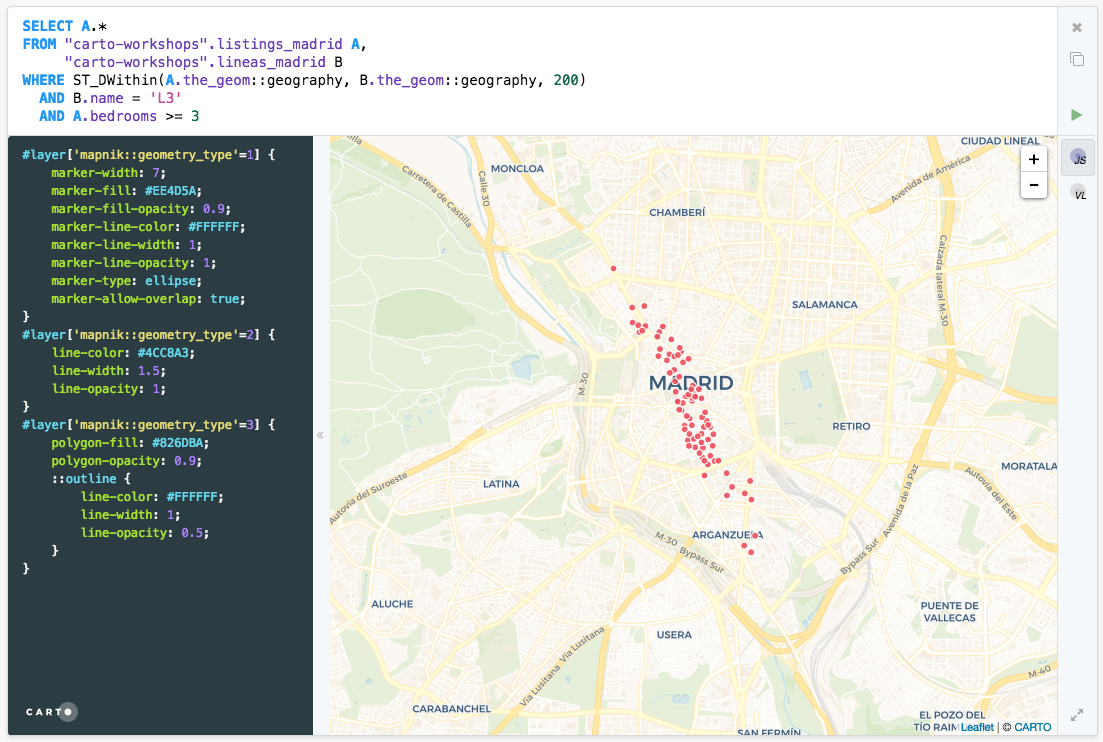 SELECT A.*
FROM "carto-workshops".listings_madrid A,
     "carto-workshops".lineas_madrid B
WHERE ST_DWithin(A.the_geom::geography, B.the_geom::geography, 200)
  AND B.name = 'L3'
  AND A.bedrooms >= 3
#layer['mapnik::geometry_type'=1] {
    marker-width: 7;
    marker-fill: #EE4D5A;
    marker-fill-opacity: 0.9;
    marker-line-color: #FFFFFF;
    marker-line-width: 1;
    marker-line-opacity: 1;
    marker-type: ellipse;
    marker-allow-overlap: true;
}
#layer['mapnik::geometry_type'=2] {
    line-color: #4CC8A3;
    line-width: 1.5;
    line-opacity: 1;
}
#layer['mapnik::geometry_type'=3] {
    polygon-fill: #826DBA;
    polygon-opacity: 0.9;
    ::outline {
        line-color: #FFFFFF;
        line-width: 1;
        line-opacity: 0.5;
    }
}
CARTO
«
CIUDAD LINEAL
MONCLOA
Carretera de Castilla
Calle 30
Avenida de América
CHAMBERÍ
Calzada lateral M-30
SALAMANCA
MADRID
M-30
RETIRO
MORATALA
LATINA
Autovía del Suroeste
Avenida de la Paz
Autovía del Este
ARGANZUELA
M-30 Bypass Sur
Bypass Sur
ALUCHE
PUENTE DE
VALLECAS
USERA
Vía Lusitana
Vía Lusitana
M-40
CARABANCHEL
EL POZO DEL
TÍO RAIM
SAN FERMÍN
Leaflet | © CARTO
+
−
JS
VL